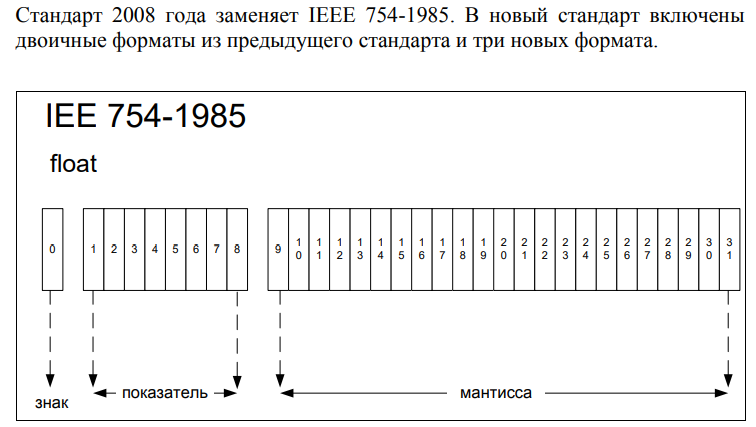 Стандарт 2008 года заменяет IEEE 754-1985. В новый стандарт включены
двоичные форматы из предыдущего стандарта и три новых формата.
IEE 754-1985
float
0 1 2 3 4 5 6 7 8 9 10 11 12 13 14 15 16 17 18 19 20 21 22 23 24 25 26 27 28 29 30 31
знак показатель мантисса